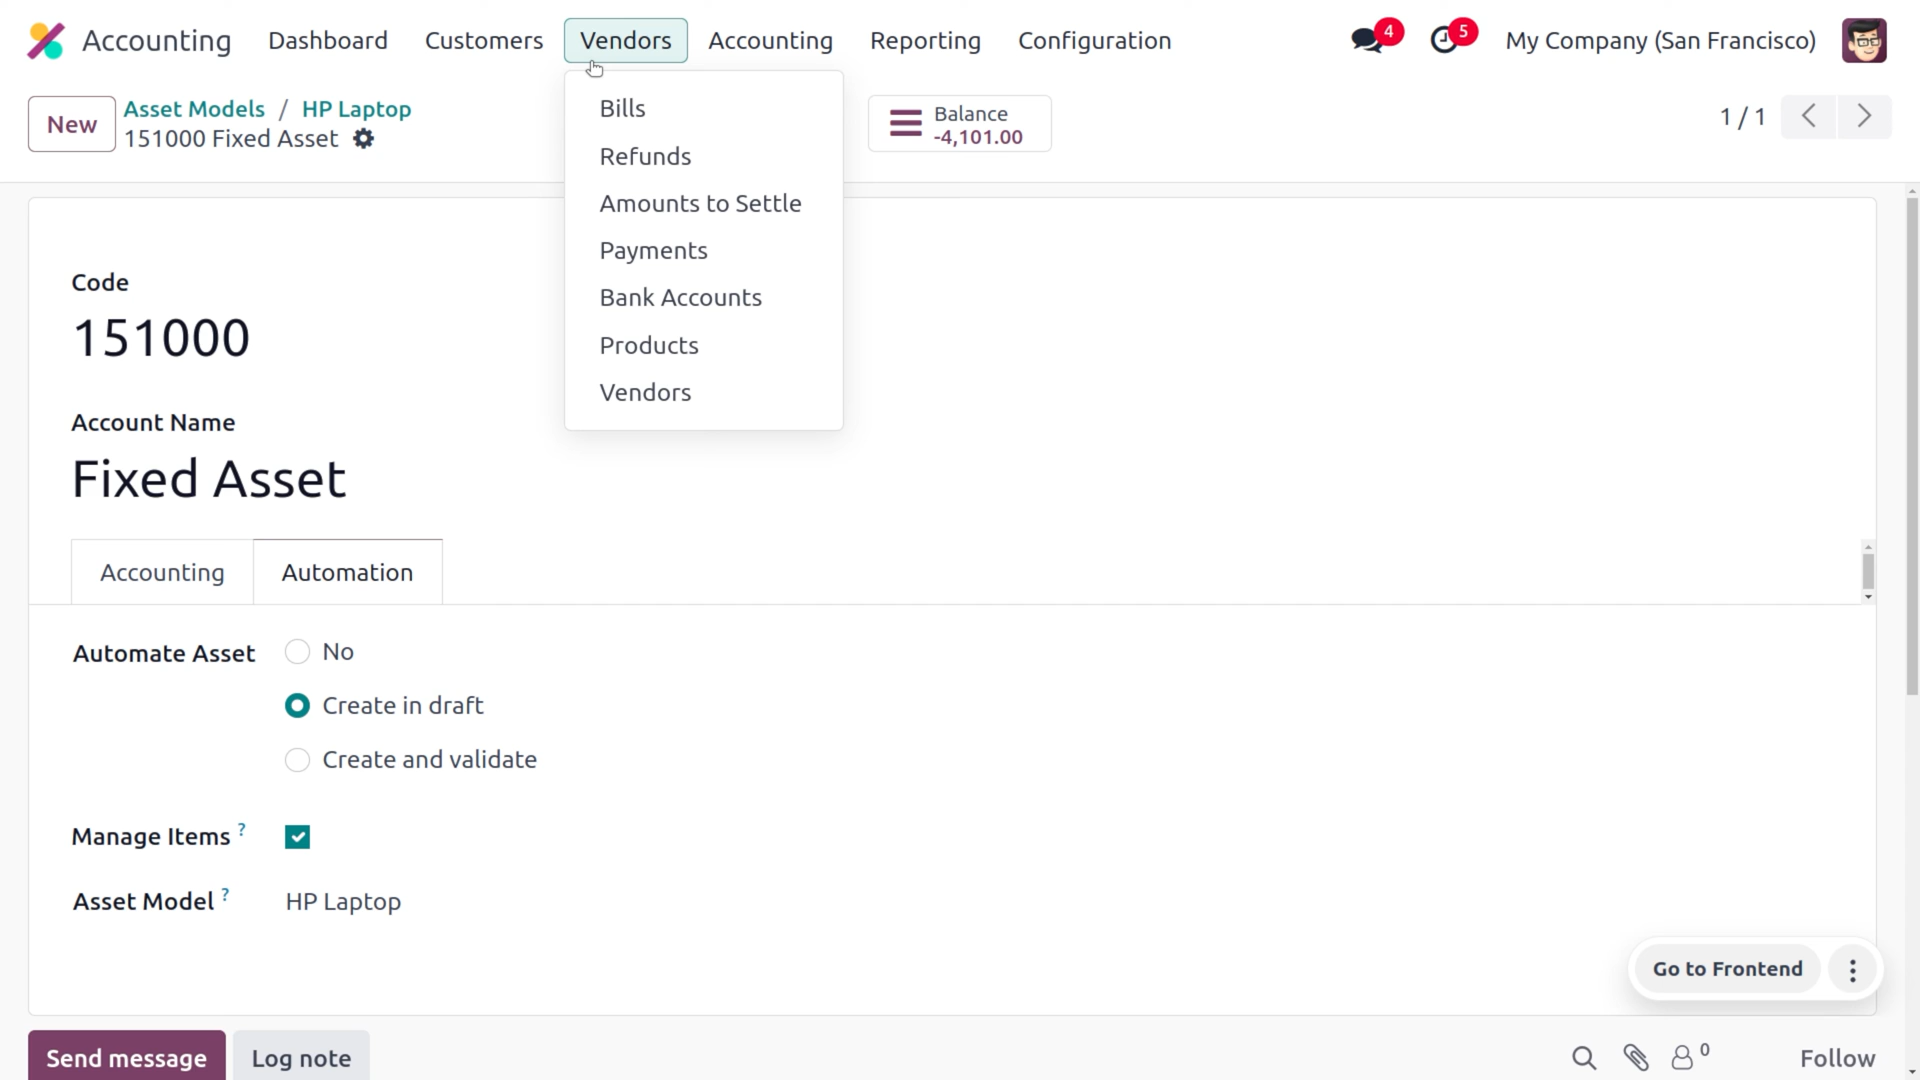 Accounting Dashboard Customers Vendors Accounting Reporting Configuration 4 5 My Company (San Francisco)
New Asset Models / HP Laptop
151000 Fixed Asset
Balance
-4,101.00
1 / 1
Bills
Refunds
Amounts to Settle
Payments
Bank Accounts
Products
Vendors
Code
151000
Account Name
Fixed Asset
Accounting Automation
Automate Asset No
Create in draft
Create and validate
Manage Items ?
Asset Model ? HP Laptop
Go to Frontend
Send message Log note 0 Follow